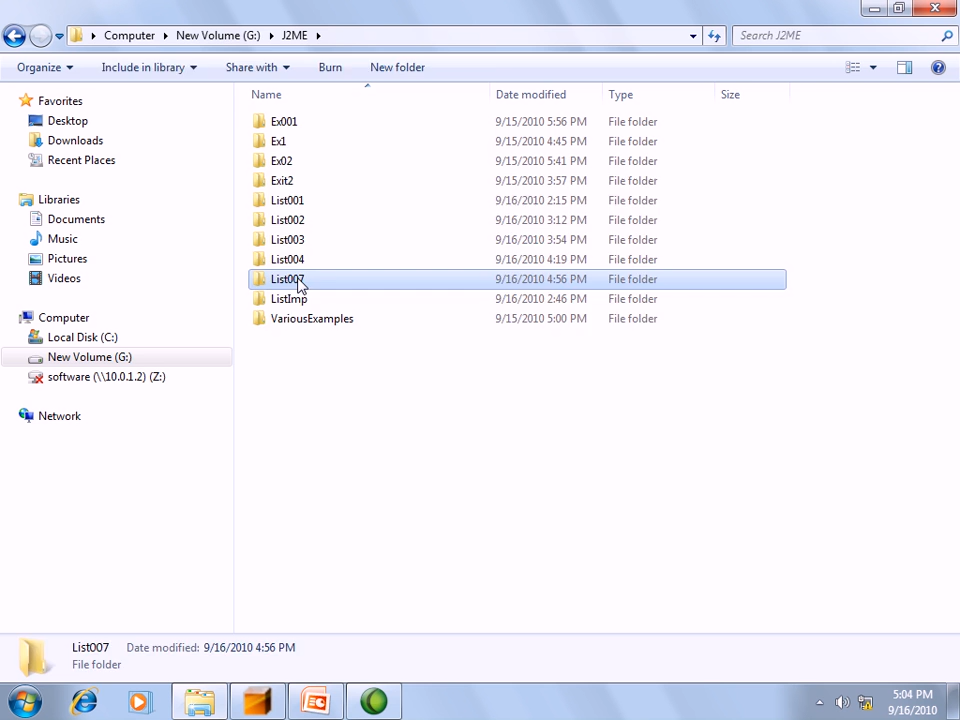 Computer New Volume (G:) J2ME Search J2ME
Organize Include in library Share with Burn New folder
Name Date modified Type Size
Favorites
Desktop
Downloads
Recent Places
Libraries
Documents
Music
Pictures
Videos
Computer
Local Disk (C:)
New Volume (G:)
software (\\10.0.1.2) (Z:)
Network
Ex001 9/15/2010 5:56 PM File folder
Ex1 9/15/2010 4:45 PM File folder
Ex02 9/15/2010 5:41 PM File folder
Exit2 9/15/2010 3:57 PM File folder
List001 9/16/2010 2:15 PM File folder
List002 9/16/2010 3:12 PM File folder
List003 9/16/2010 3:54 PM File folder
List004 9/16/2010 4:19 PM File folder
List007 9/16/2010 4:56 PM File folder
ListImp 9/16/2010 2:46 PM File folder
VariousExamples 9/15/2010 5:00 PM File folder
List007 Date modified: 9/16/2010 4:56 PM
File folder
5:04 PM
9/16/2010